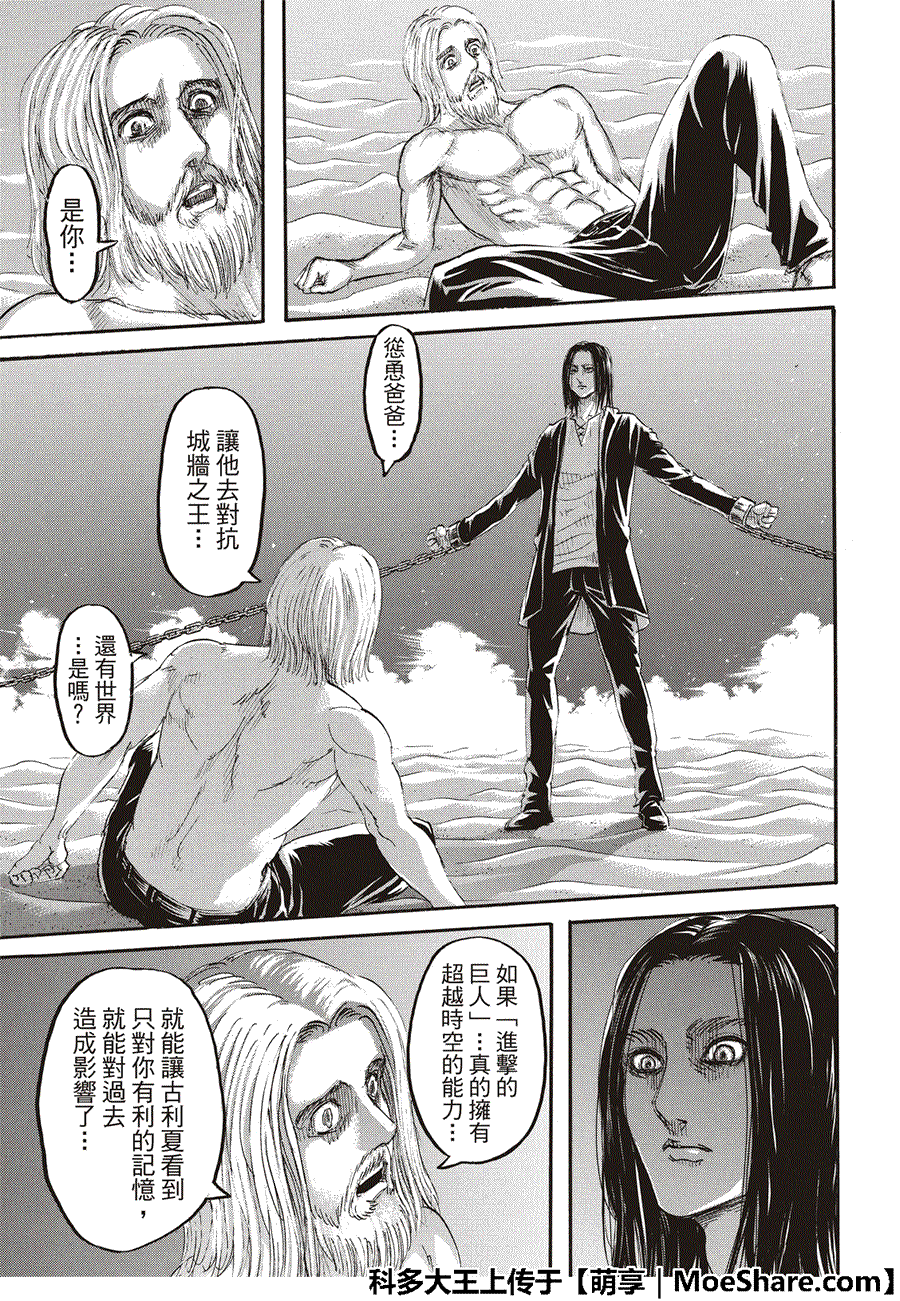 是你…
慫恿爸爸…
讓他去對抗
城牆之王…
還有世界
…是嗎？
如果「進擊的
巨人」…真的擁有
超越時空的能力…
就能讓古利夏看到
只對你有利的記憶，
就能對過去
造成影響了…
科多大王上传于【萌享｜MoeShare.com】